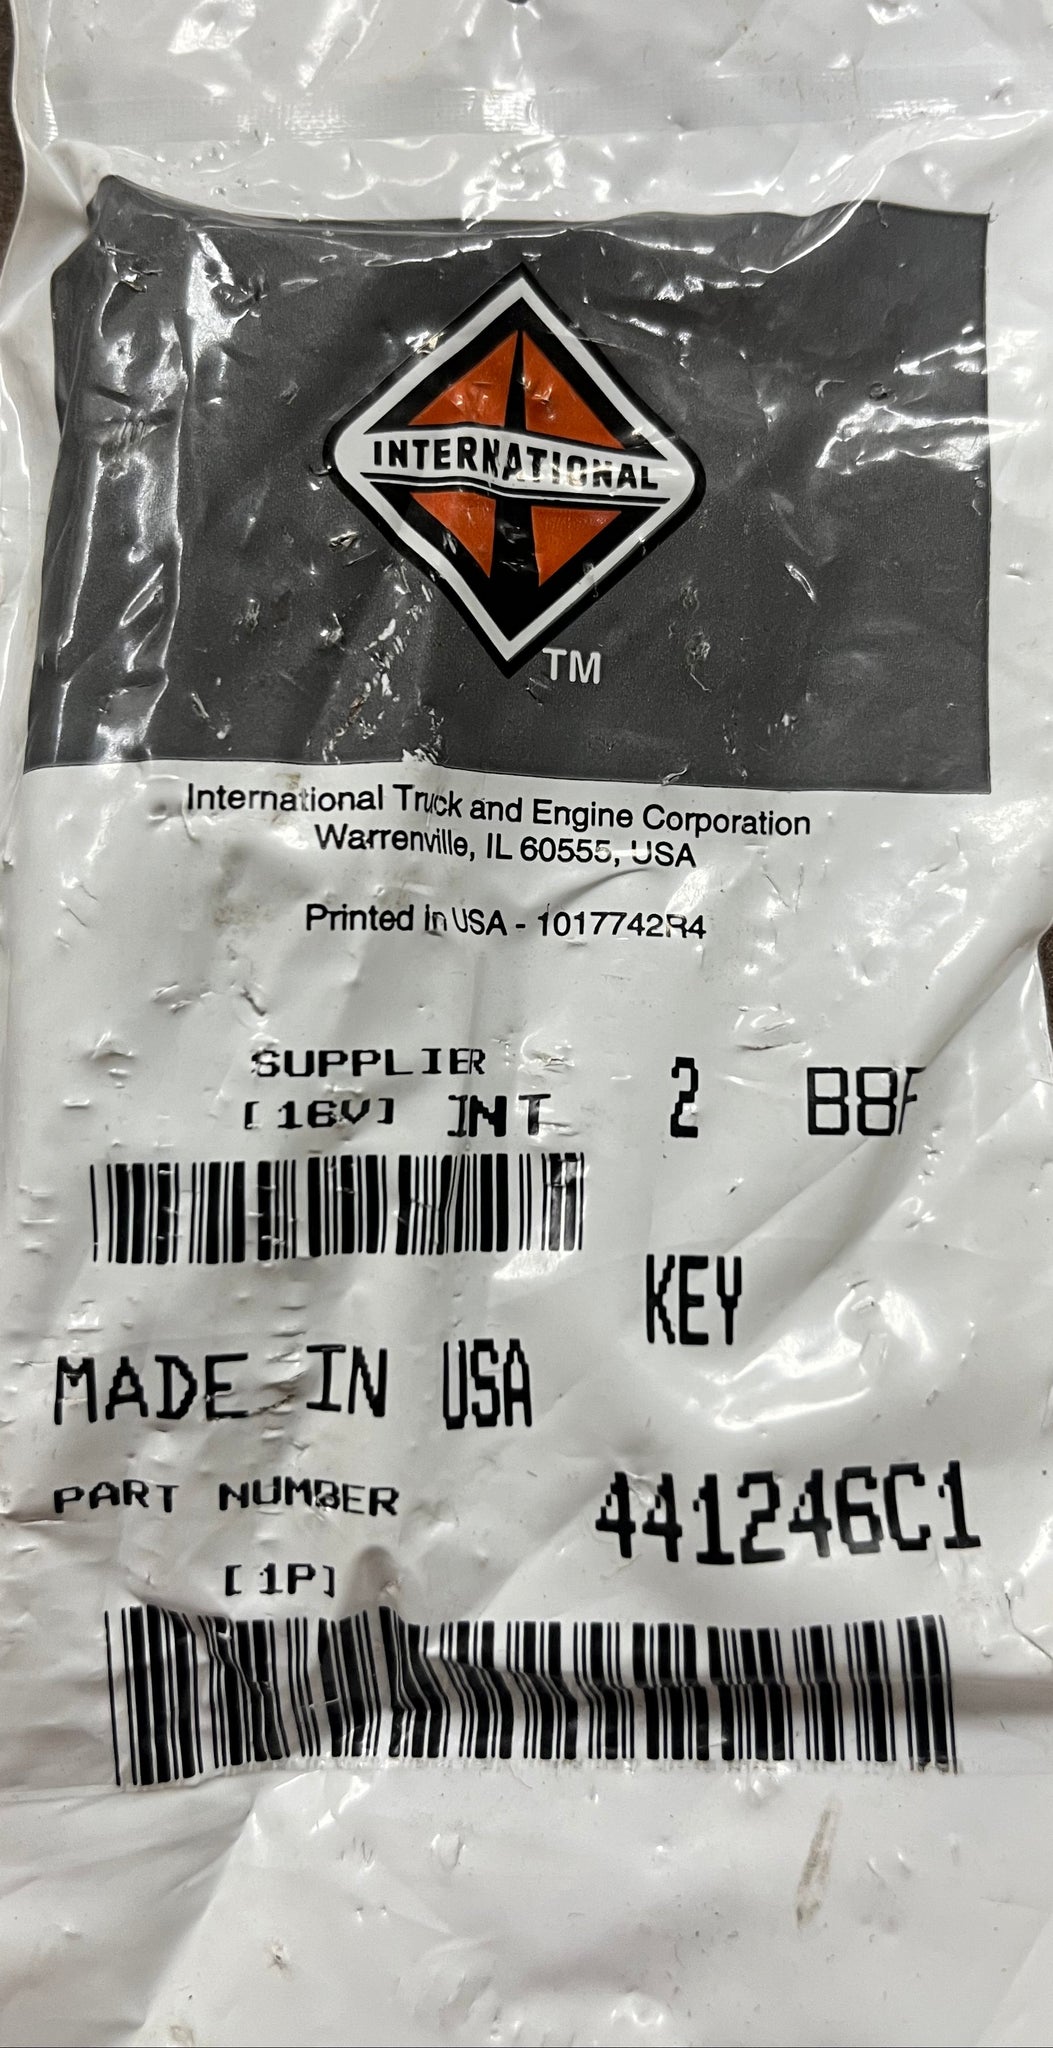 INTERNATIONAL
TM
International Truck and Engine Corporation
Warrenville, IL 60555, USA
Printed in USA - 1017742R4
SUPPLIER
[16V] INT 2 B8F
KEY
MADE IN USA
PART NUMBER 441246C1
[1P]